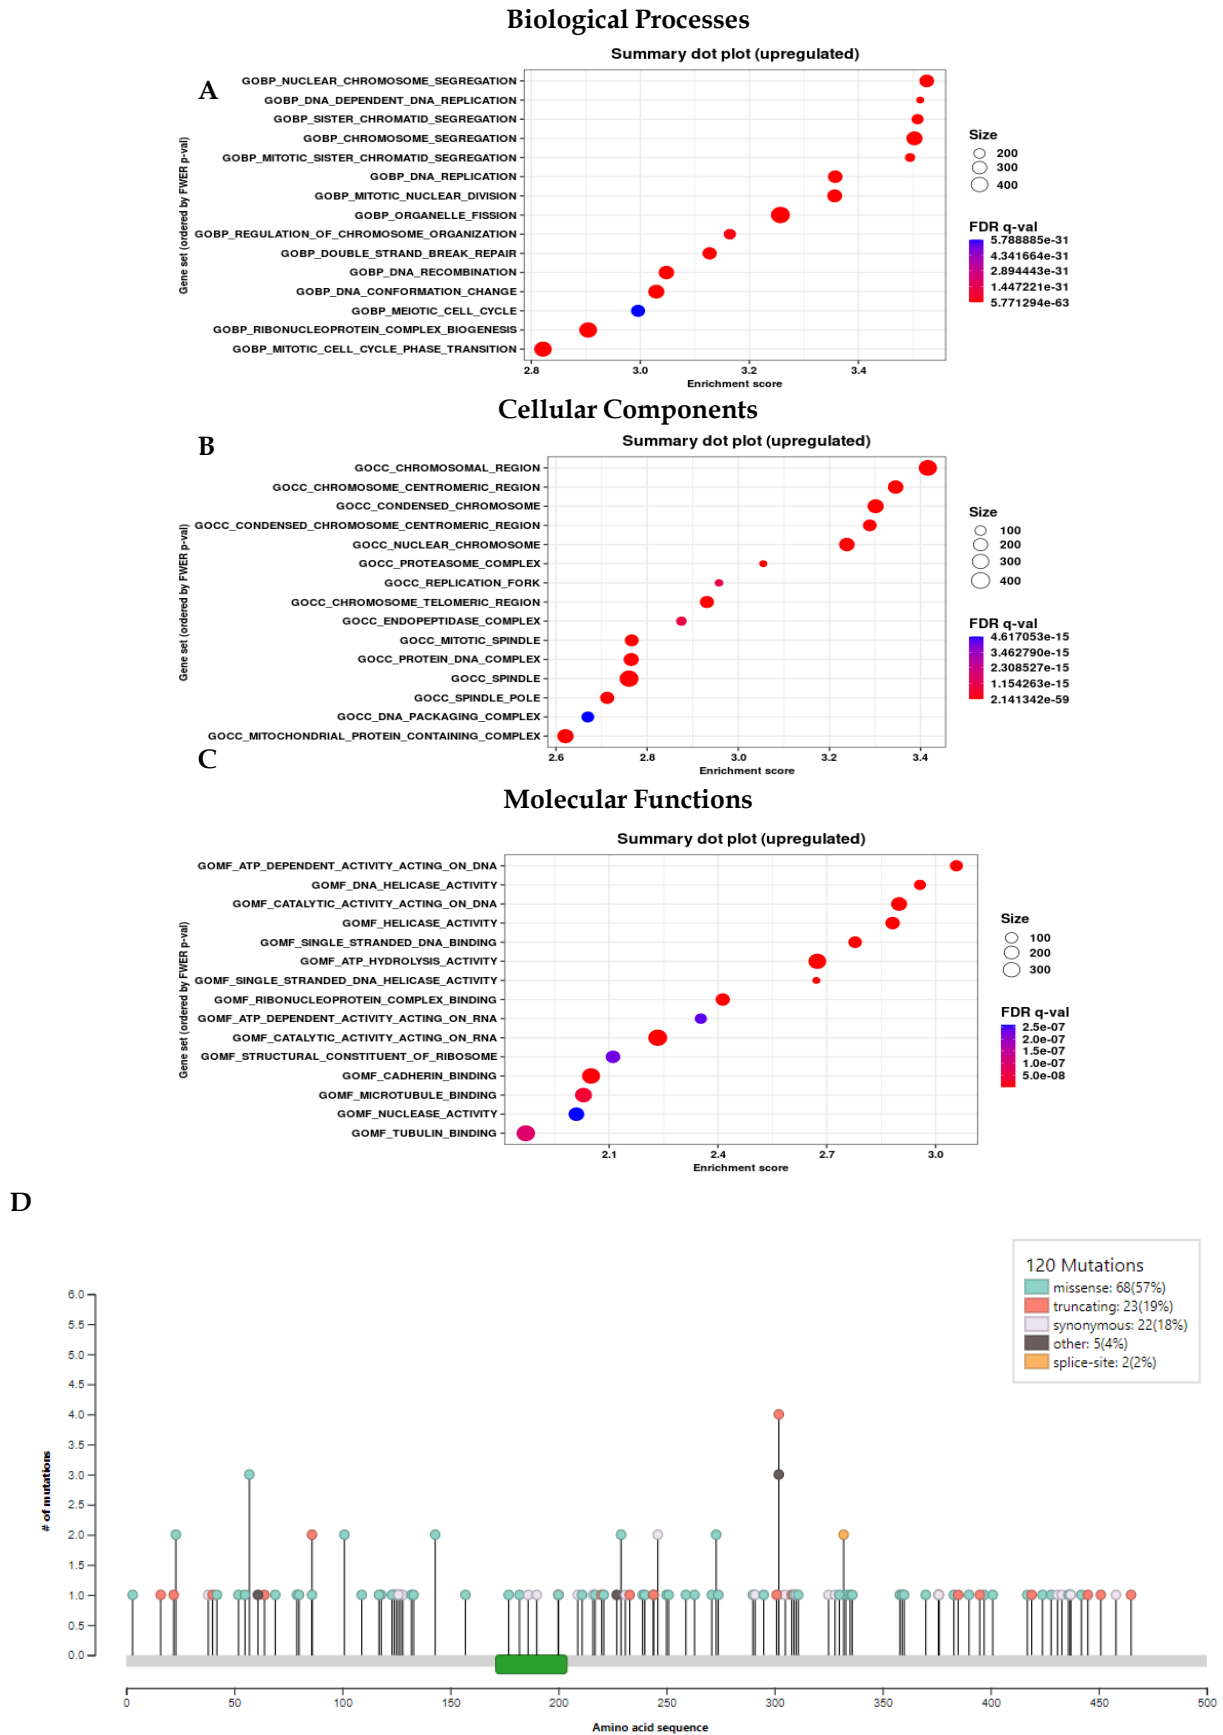 Biological Processes
Summary dot plot (upregulated)
A
Gene set (ordered by FWER p-val)
GOBP_NUCLEAR_CHROMOSOME_SEGREGATION
GOBP_DNA_DEPENDENT_DNA_REPLICATION
GOBP_SISTER_CHROMATID_SEGREGATION
GOBP_CHROMOSOME_SEGREGATION
GOBP_MITOTIC_SISTER_CHROMATID_SEGREGATION
GOBP_DNA_REPLICATION
GOBP_MITOTIC_NUCLEAR_DIVISION
GOBP_ORGANELLE_FISSION
GOBP_REGULATION_OF_CHROMOSOME_ORGANIZATION
GOBP_DOUBLE_STRAND_BREAK_REPAIR
GOBP_DNA_RECOMBINATION
GOBP_DNA_CONFORMATION_CHANGE
GOBP_MEIOTIC_CELL_CYCLE
GOBP_RIBONUCLEOPROTEIN_COMPLEX_BIOGENESIS
GOBP_MITOTIC_CELL_CYCLE_PHASE_TRANSITION
2.8 3.0 3.2 3.4
Enrichment score
Size
200
300
400
FDR q-val
5.788885e-31
4.341664e-31
2.894443e-31
1.447221e-31
5.771294e-63
Cellular Components
Summary dot plot (upregulated)
B
Gene set (ordered by FWER p-val)
GOCC_CHROMOSOMAL_REGION
GOCC_CHROMOSOME_CENTROMERIC_REGION
GOCC_CONDENSED_CHROMOSOME
GOCC_CONDENSED_CHROMOSOME_CENTROMERIC_REGION
GOCC_NUCLEAR_CHROMOSOME
GOCC_PROTEASOME_COMPLEX
GOCC_REPLICATION_FORK
GOCC_CHROMOSOME_TELOMERIC_REGION
GOCC_ENDOPEPTIDASE_COMPLEX
GOCC_MITOTIC_SPINDLE
GOCC_PROTEIN_DNA_COMPLEX
GOCC_SPINDLE
GOCC_SPINDLE_POLE
GOCC_DNA_PACKAGING_COMPLEX
GOCC_MITOCHONDRIAL_PROTEIN_CONTAINING_COMPLEX
2.6 2.8 3.0 3.2 3.4
Enrichment score
Size
100
200
300
400
FDR q-val
4.617053e-15
3.462790e-15
2.308527e-15
1.154263e-15
2.141342e-59
C
Molecular Functions
Summary dot plot (upregulated)
Gene set (ordered by FWER p-val)
GOMF_ATP_DEPENDENT_ACTIVITY_ACTING_ON_DNA
GOMF_DNA_HELICASE_ACTIVITY
GOMF_CATALYTIC_ACTIVITY_ACTING_ON_DNA
GOMF_HELICASE_ACTIVITY
GOMF_SINGLE_STRANDED_DNA_BINDING
GOMF_ATP_HYDROLYSIS_ACTIVITY
GOMF_SINGLE_STRANDED_DNA_HELICASE_ACTIVITY
GOMF_RIBONUCLEOPROTEIN_COMPLEX_BINDING
GOMF_ATP_DEPENDENT_ACTIVITY_ACTING_ON_RNA
GOMF_CATALYTIC_ACTIVITY_ACTING_ON_RNA
GOMF_STRUCTURAL_CONSTITUENT_OF_RIBOSOME
GOMF_CADHERIN_BINDING
GOMF_MICROTUBULE_BINDING
GOMF_NUCLEASE_ACTIVITY
GOMF_TUBULIN_BINDING
2.1 2.4 2.7 3.0
Enrichment score
Size
100
200
300
FDR q-val
2.5e-07
2.0e-07
1.5e-07
1.0e-07
5.0e-08
D
120 Mutations
missense: 68(57%)
truncating: 23(19%)
synonymous: 22(18%)
other: 5(4%)
splice-site: 2(2%)
# of mutations
6.0
5.5
5.0
4.5
4.0
3.5
3.0
2.5
2.0
1.5
1.0
0.5
0.0
0 50 100 150 200 250 300 350 400 450 500
Amino acid sequence